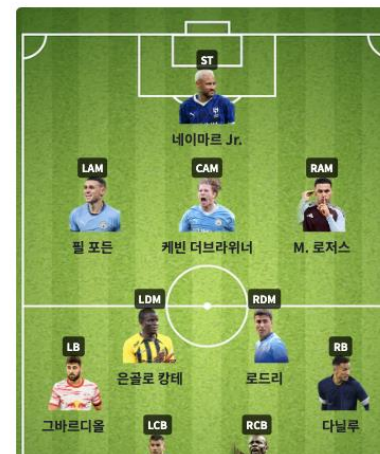 ST
네이마르 Jr.
LAM
CAM
RAM
필 포든
케빈 더브라위너
M. 로저스
LDM
RDM
은골로 캉테
로드리
LB
RB
그바르디올
다닐루
LCB
RCB